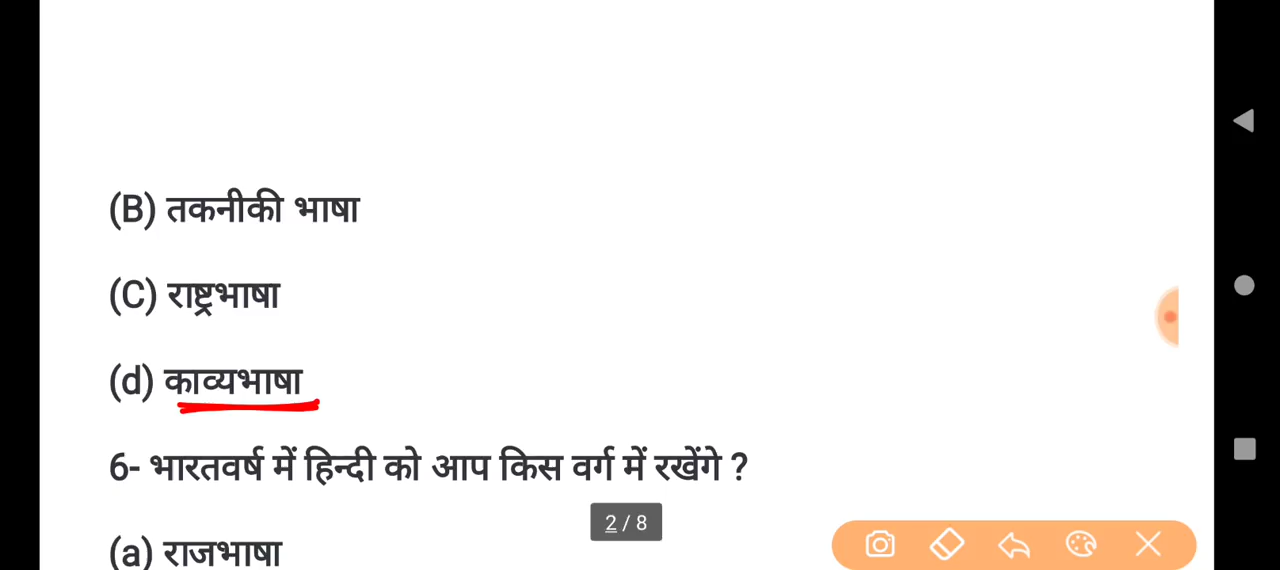 (B) तकनीकी भाषा
(C) राष्ट्रभाषा
(d) काव्यभाषा
6- भारतवर्ष में हिन्दी को आप किस वर्ग में रखेंगे ?
2 / 8
(a) राजभाषा